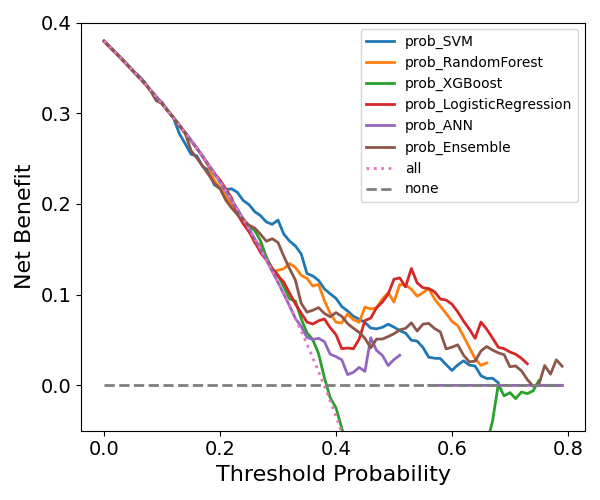 0.4
0.3
0.2
0.1
0.0
Net Benefit
prob_SVM
prob_RandomForest
prob_XGBoost
prob_LogisticRegression
prob_ANN
prob_Ensemble
all
none
0.0 0.2 0.4 0.6 0.8
Threshold Probability